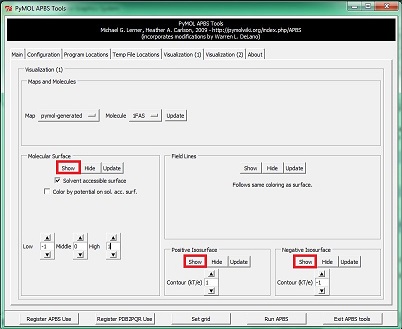 PyMOL APBS Tools
PyMOL APBS Tools
Michael G. Lerner, Heather A. Carlson, 2009 - http://pymolwiki.org/index.php/APBS
(incorporates modifications by Warren L. DeLano)
Main Configuration Program Locations Temp File Locations Visualization (1) Visualization (2) About
Visualization (1)
Maps and Molecules
Map pymol-generated Molecule 1FAS Update
Molecular Surface Field Lines
Show Hide Update Show Hide Update
Solvent accessible surface Follows same coloring as surface.
Color by potential on sol. acc. surf.
Low -1 Middle 0 High
Positive Isosurface Negative Isosurface
Show Hide Update Show Hide Update
Contour (kT/e) 1 Contour (kT/e) -1
Register APBS Use Register PDB2PQR Use Set grid Run APBS Exit APBS tools